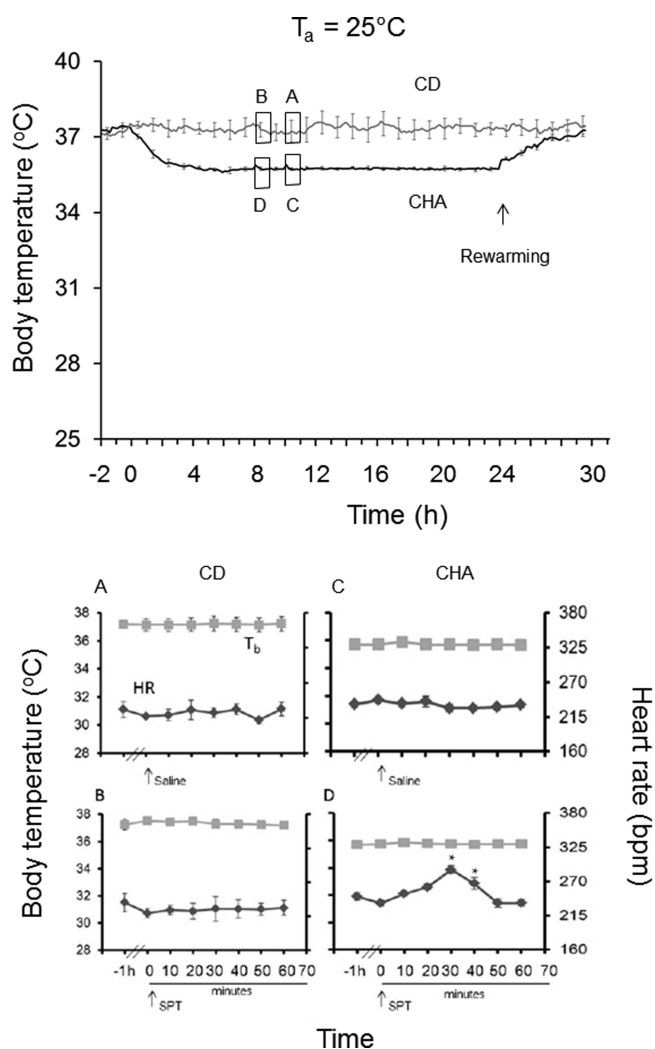 Tₐ = 25°C
40
37
35
31
28
25
Body temperature (°C)
B A
CD
D C
CHA
Rewarming
-2 0 4 8 12 16 20 24 30
Time (h)
A CD
C CHA
38
36
34
32
30
28
T_b
HR
Saline
Saline
380
325
270
215
160
B
D
38
36
34
32
30
28
* *
380
325
270
215
160
-1h 0 10 20 30 40 50 60 70
-1h 0 10 20 30 40 50 60 70
minutes
minutes
SPT
SPT
Body temperature (°C)
Heart rate (bpm)
Time